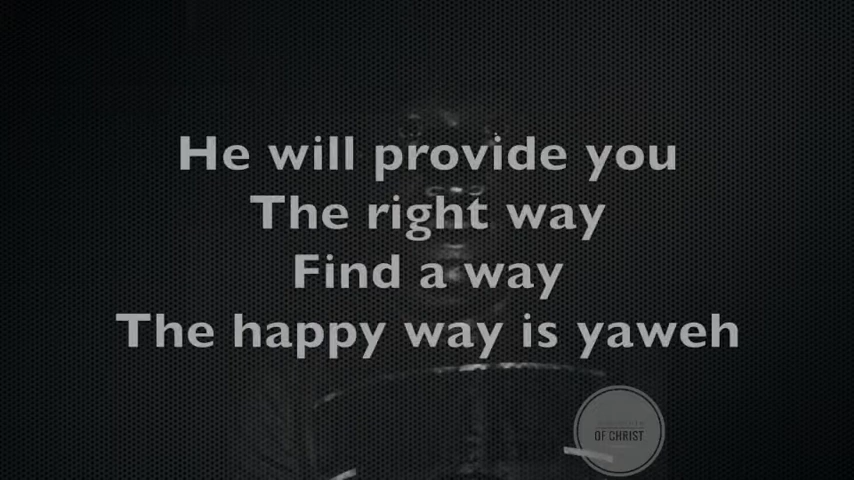 He will provide you
The right way
Find a way
The happy way is yaweh
OF CHRIST